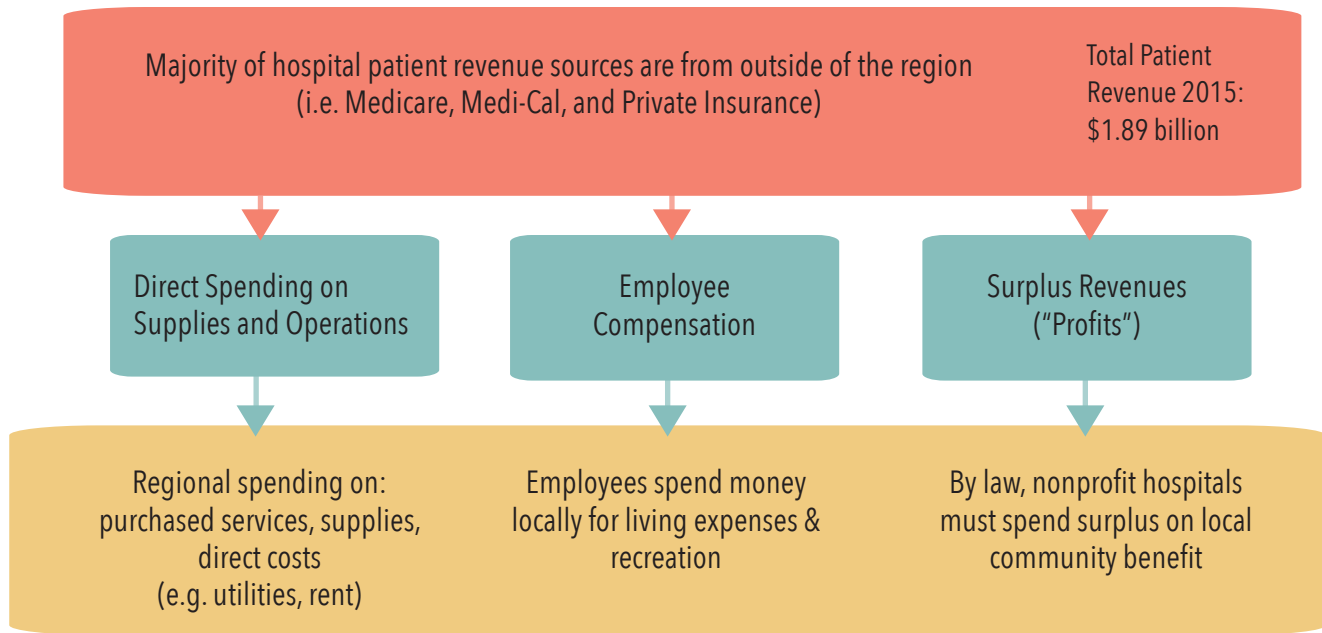 Majority of hospital patient revenue sources are from outside of the region
(i.e. Medicare, Medi-Cal, and Private Insurance)
Total Patient
Revenue 2015:
$1.89 billion
Direct Spending on
Supplies and Operations
Employee
Compensation
Surplus Revenues
(“Profits”)
Regional spending on:
purchased services, supplies,
direct costs
(e.g. utilities, rent)
Employees spend money
locally for living expenses &
recreation
By law, nonprofit hospitals
must spend surplus on local
community benefit